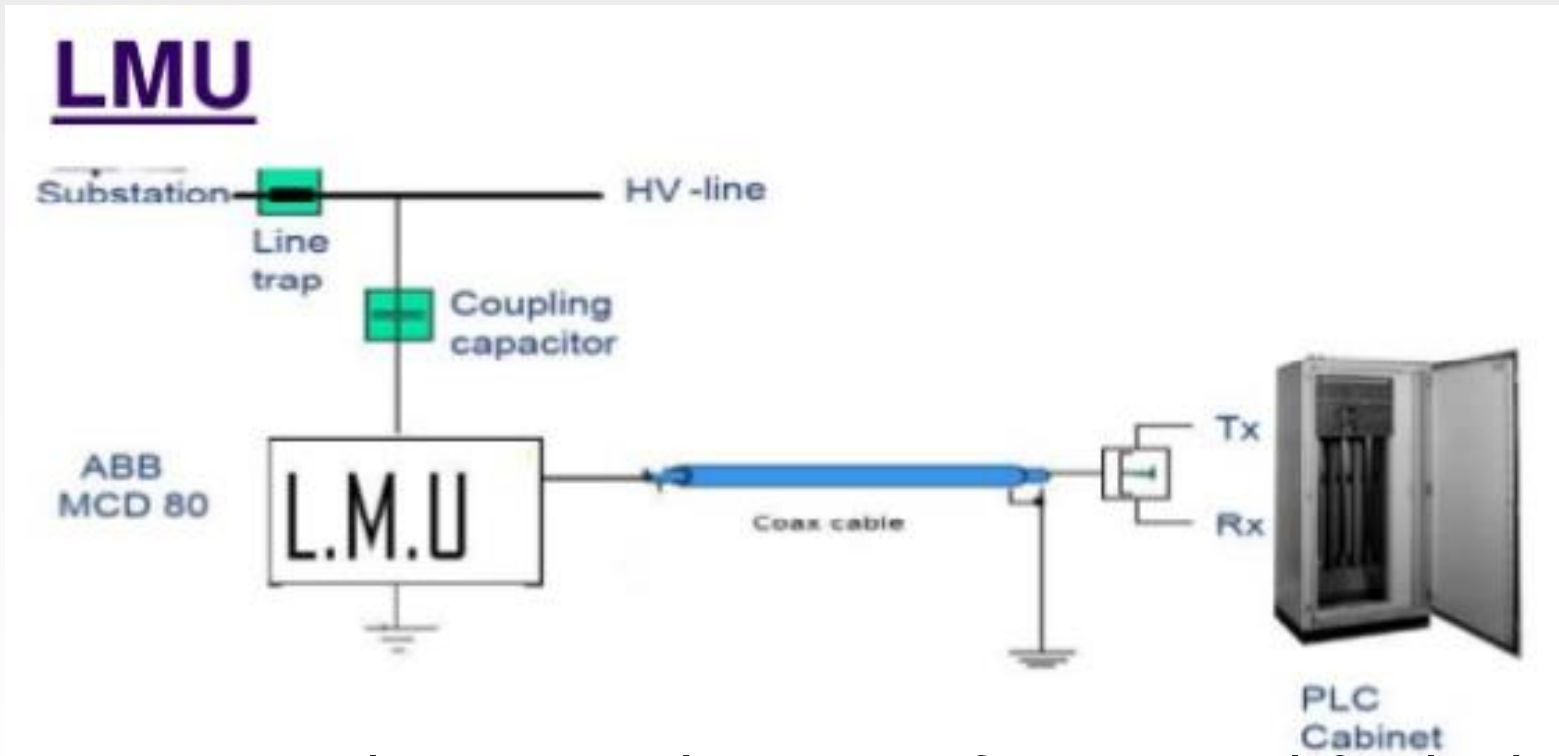 LMU
Substation
HV -line
Line
trap
Coupling
capacitor
ABB
MCD 80
L.M.U
Coax cable
Tx
Rx
PLC
Cabinet